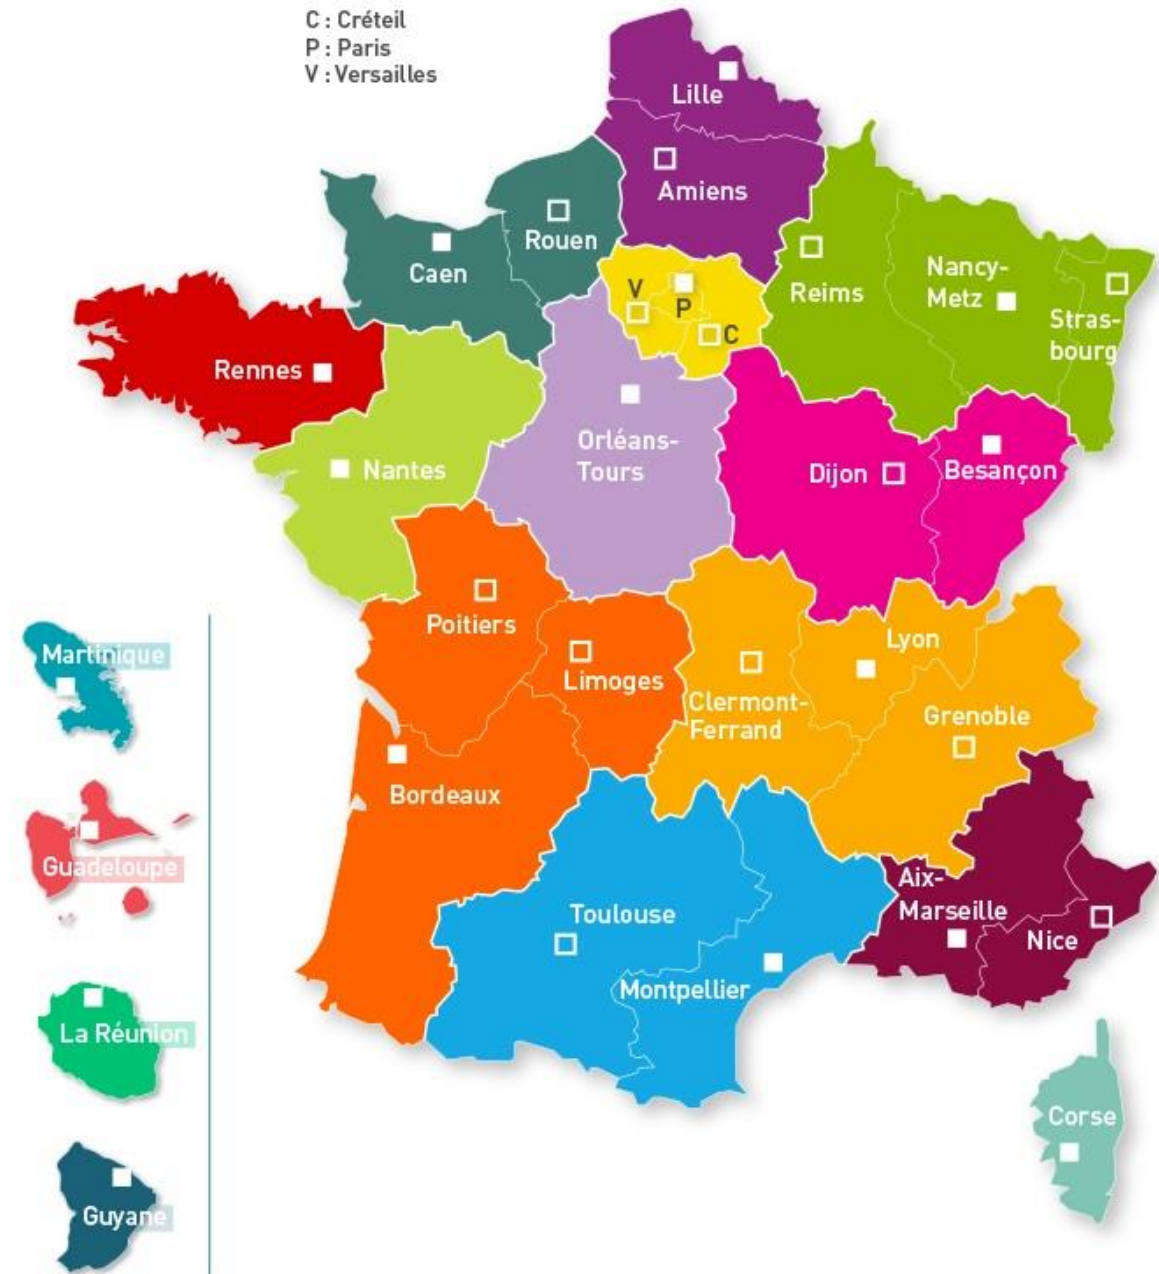 C : Créteil
P : Paris
V : Versailles
Lille
Amiens
Rouen
Caen
V
P
C
Reims
Nancy-
Metz
Stras-
bourg
Rennes
Nantes
Orléans-
Tours
Dijon
Besançon
Poitiers
Limoges
Clermont-
Ferrand
Lyon
Grenoble
Bordeaux
Toulouse
Montpellier
Aix-
Marseille
Nice
Corse
Martinique
Guadeloupe
La Réunion
Guyane